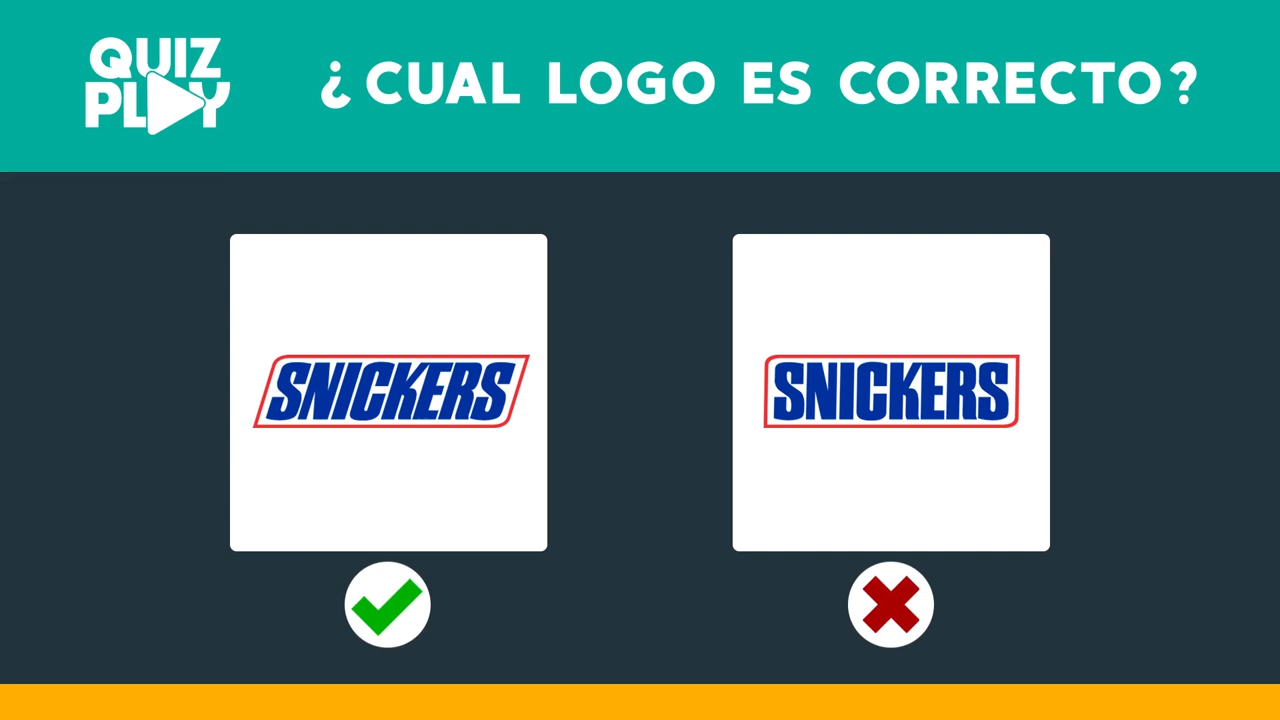 QUIZ
PLAY
¿CUAL LOGO ES CORRECTO?
SNICKERS
SNICKERS